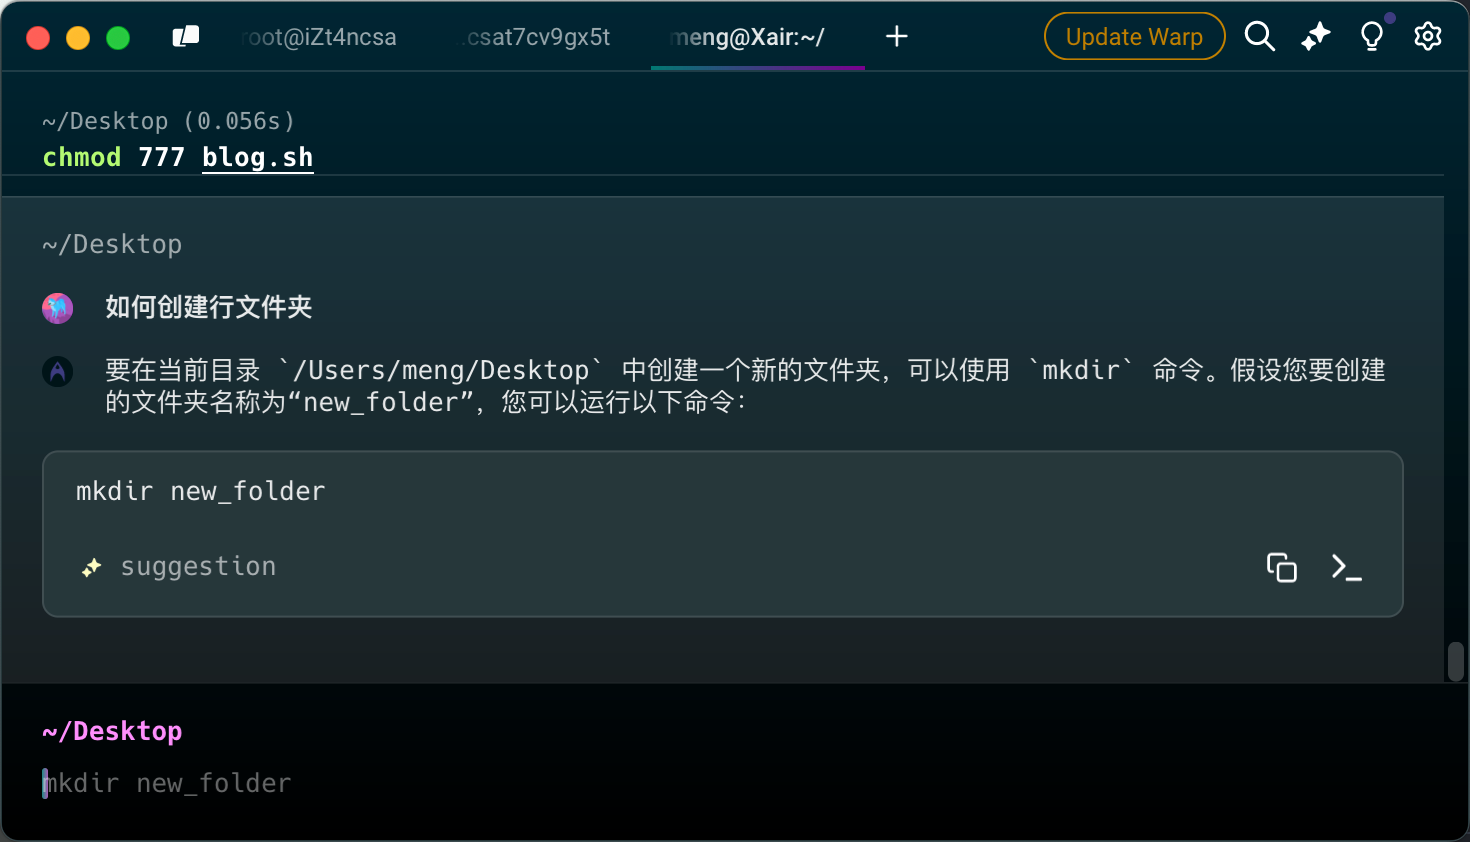 root@iZt4ncsa
.csat7cv9gx5t
meng@Xair:~/
Update Warp
~/Desktop (0.056s)
chmod 777 blog.sh
~/Desktop
如何创建行文件夹
要在当前目录 `/Users/meng/Desktop` 中创建一个新的文件夹，可以使用 `mkdir` 命令。假设您要创建
的文件夹名称为“new_folder”，您可以运行以下命令：
mkdir new_folder
suggestion
~/Desktop
mkdir new_folder